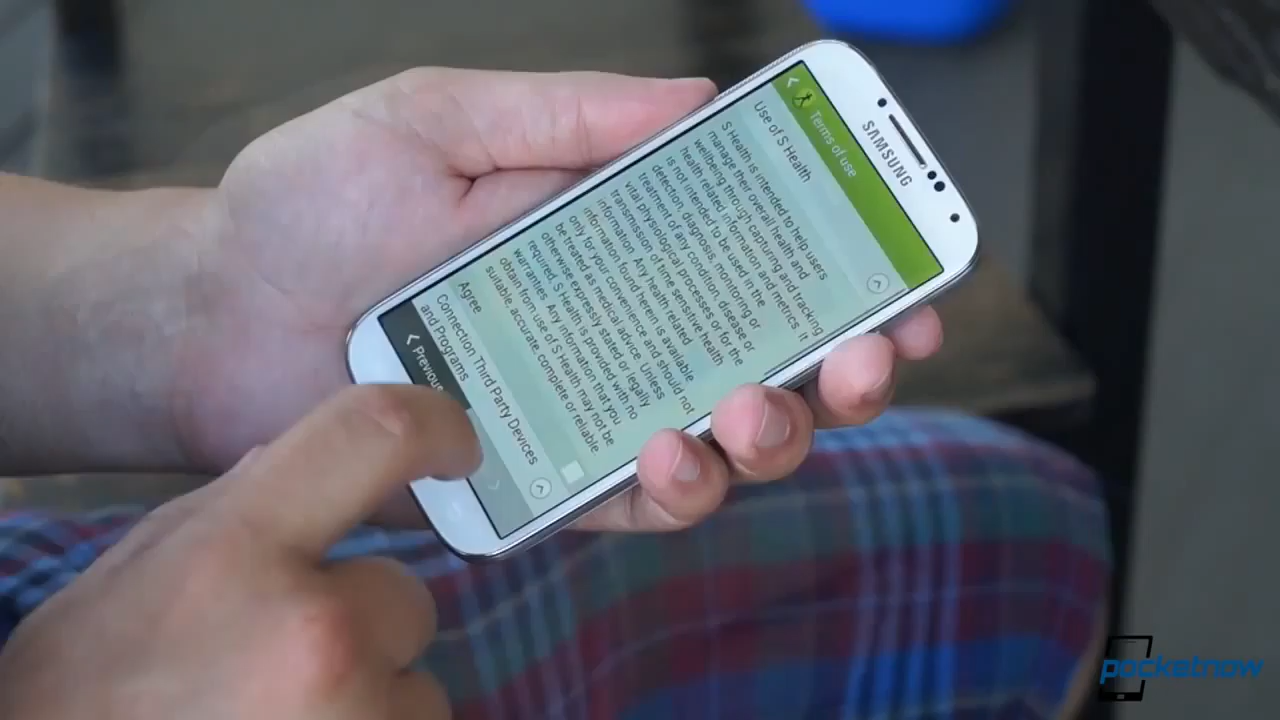 SAMSUNG
Terms of use
Use of S Health
S Health is intended to help users
manage their overall health and
wellbeing through capturing and tracking
health related information and metrics. It
is not intended to be used in the
detection, diagnosis, monitoring or
treatment of any condition, disease or
vital physiological processes or for the
transmission of time sensitive health
information. Any health related
information found herein is available
only for your convenience and should not
be treated as medical advice. Unless
otherwise expressly stated or legally
required, S Health is provided with no
warranties. Any information that you
obtain from use of S Health may not be
suitable, accurate, complete or reliable
Agree
Connection Third Party Devices
and Programs
Previous
pocketnow